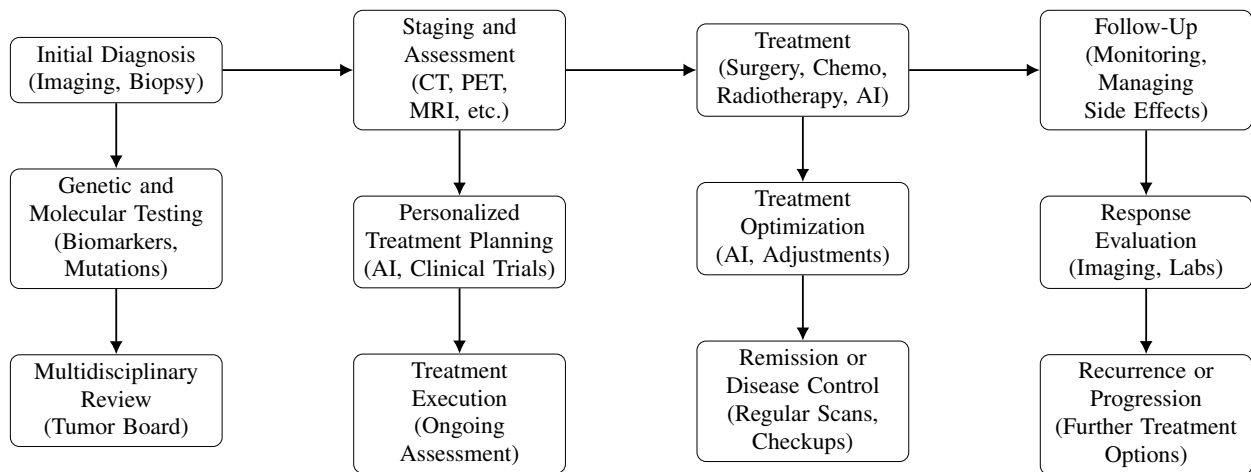 Initial Diagnosis
(Imaging, Biopsy)
Staging and
Assessment
(CT, PET,
MRI, etc.)
Treatment
(Surgery, Chemo,
Radiotherapy, AI)
Follow-Up
(Monitoring,
Managing
Side Effects)
Genetic and
Molecular Testing
(Biomarkers,
Mutations)
Personalized
Treatment Planning
(AI, Clinical Trials)
Treatment
Optimization
(AI, Adjustments)
Response
Evaluation
(Imaging, Labs)
Multidisciplinary
Review
(Tumor Board)
Treatment
Execution
(Ongoing
Assessment)
Remission or
Disease Control
(Regular Scans,
Checkups)
Recurrence or
Progression
(Further Treatment
Options)